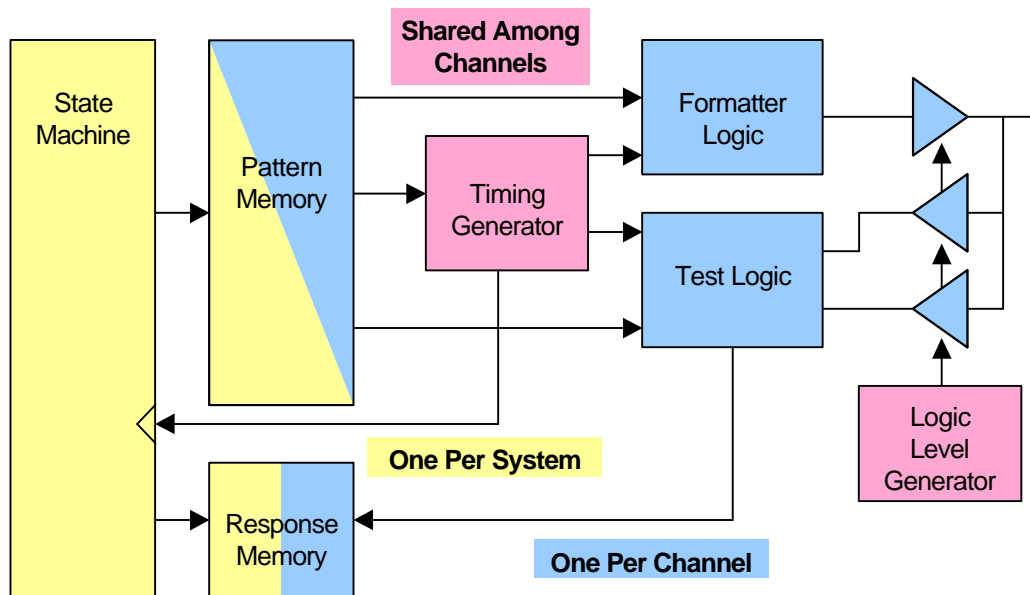 Shared Among
Channels
State
Machine
Pattern
Memory
Formatter
Logic
Timing
Generator
Test Logic
Logic
Level
Generator
One Per System
Response
Memory
One Per Channel